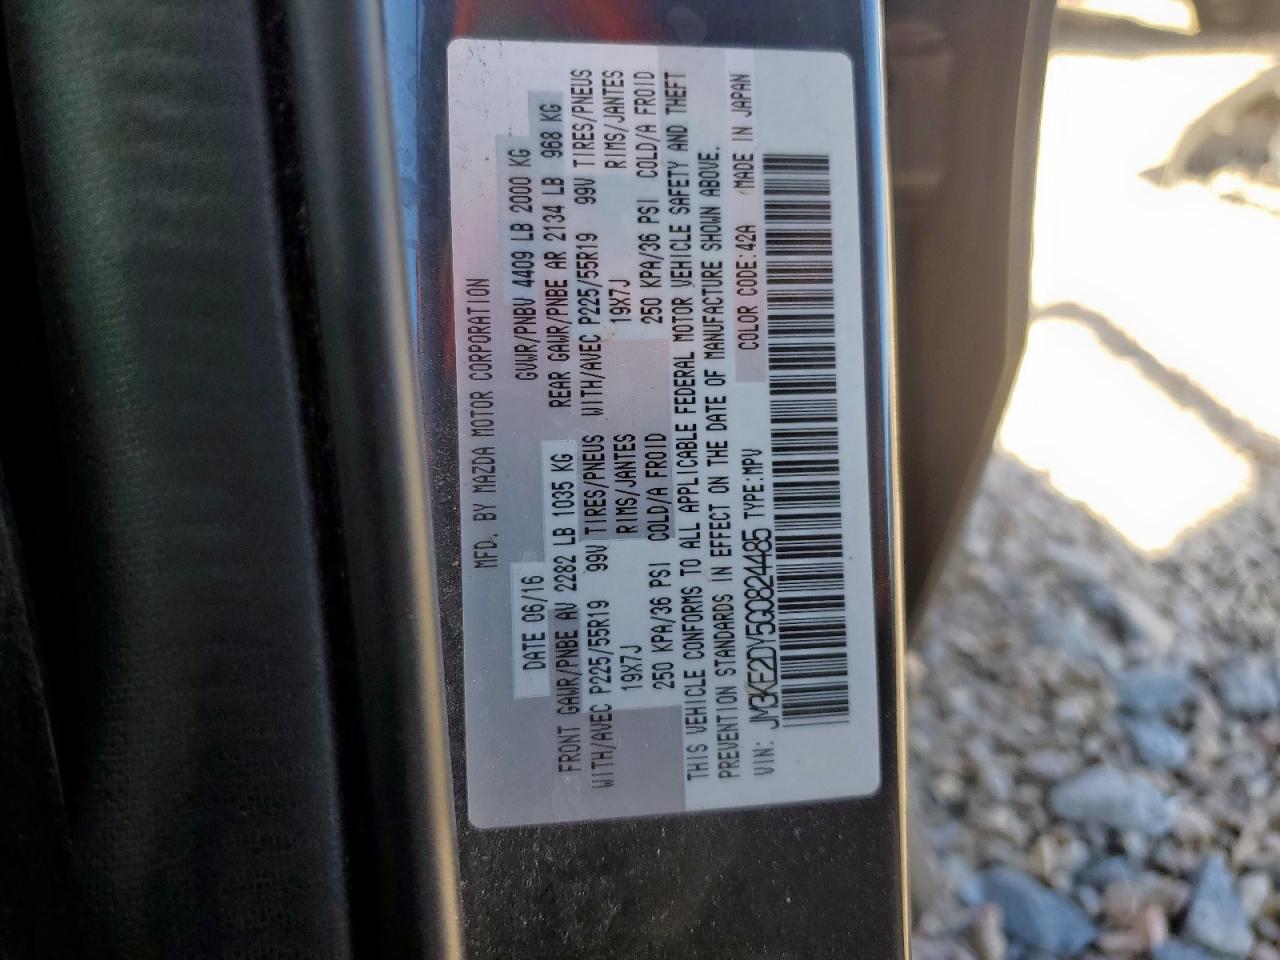 MFD. BY MAZDA MOTOR CORPORATION
DATE 06/16 GVWR/PNBV 4409 LB 2000 KG
FRONT GAWR/PNBE AV 2282 LB 1035 KG REAR GAWR/PNBE AR 2134 LB 968 KG
WITH/AVEC P225/55R19 99V TIRES/PNEUS WITH/AVEC P225/55R19 99V TIRES/PNEUS
19X7J RIMS/JANTES 19X7J RIMS/JANTES
250 KPA/36 PSI COLD/A FROID 250 KPA/36 PSI COLD/A FROID
THIS VEHICLE CONFORMS TO ALL APPLICABLE FEDERAL MOTOR VEHICLE SAFETY AND THEFT
PREVENTION STANDARDS IN EFFECT ON THE DATE OF MANUFACTURE SHOWN ABOVE.
VIN: JM3KE2DY5G0824485 TYPE:MPV COLOR CODE:42A MADE IN JAPAN